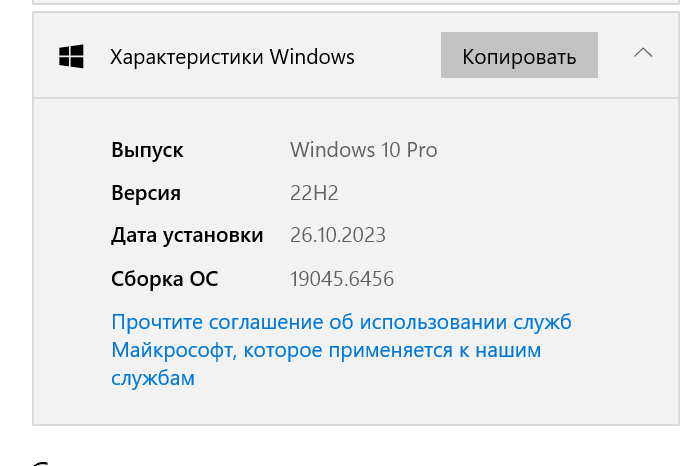 Характеристики Windows
Копировать
Выпуск Windows 10 Pro
Версия 22H2
Дата установки 26.10.2023
Сборка ОС 19045.6456
Прочтите соглашение об использовании служб
Майкрософт, которое применяется к нашим
службам